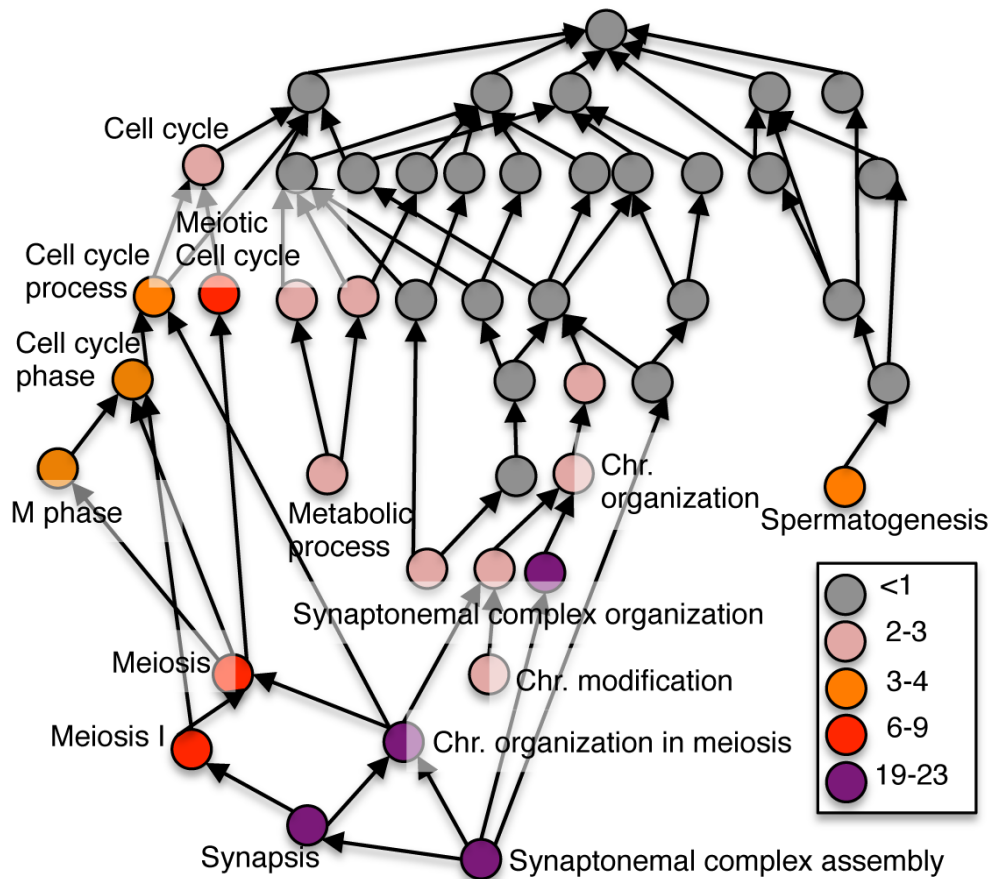 Cell cycle
Meiotic
Cell cycle
Cell cycle
process
Cell cycle
phase
M phase
Metabolic
process
Chr.
organization
Spermatogenesis
Synaptonemal complex organization
Meiosis
Chr. modification
Meiosis I
Chr. organization in meiosis
Synapsis
Synaptonemal complex assembly
<1
2-3
3-4
6-9
19-23